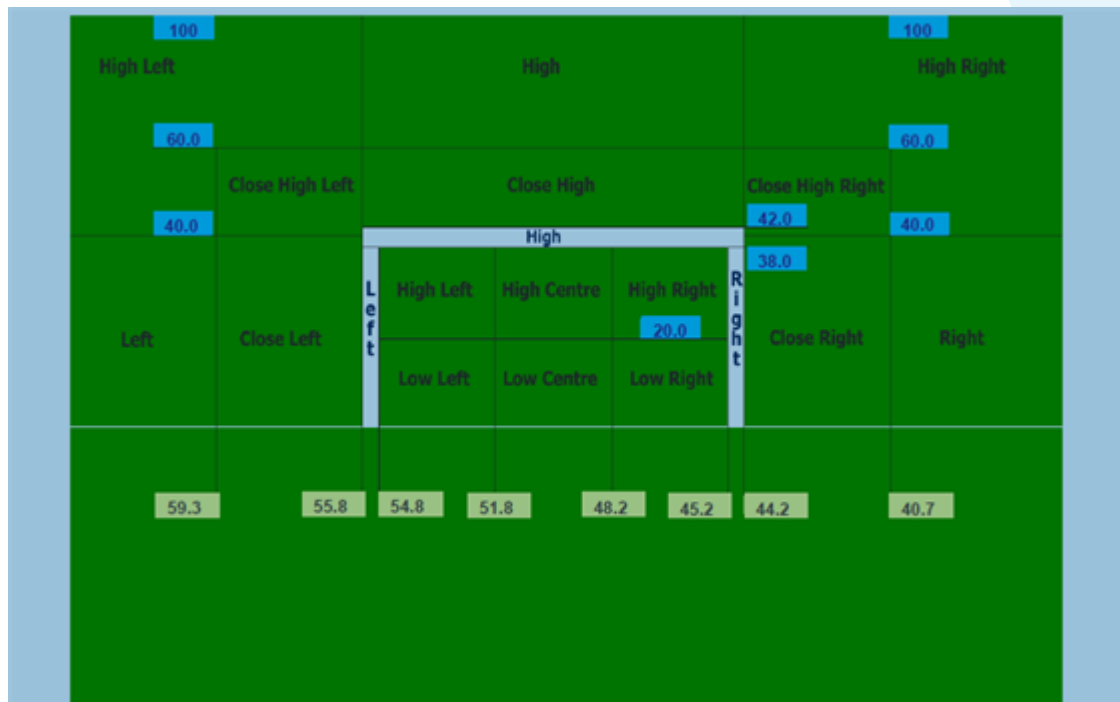 100 100
High Left High High Right
60.0 60.0
Close High Left Close High Close High Right
40.0 42.0 40.0
High
38.0
Left High Left High Centre High Right Right
20.0
Left Close Left Close Right Right
Low Left Low Centre Low Right
59.3 55.8 54.8 51.8 48.2 45.2 44.2 40.7